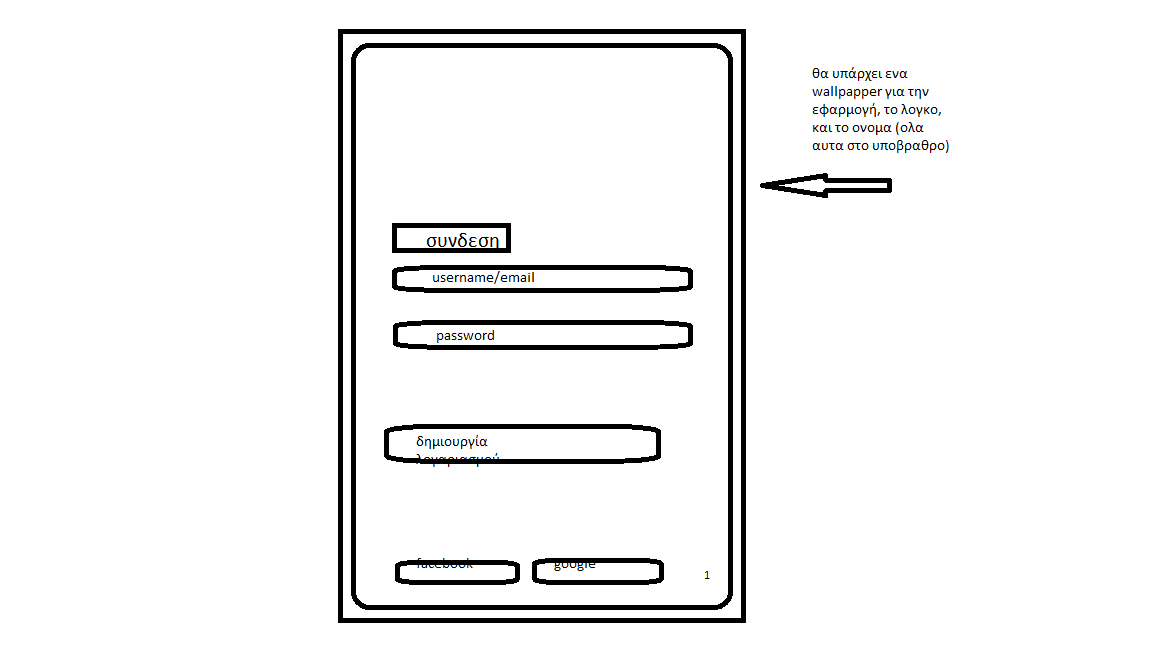 θα υπάρχει ενα
wallpapper για την
εφαρμογή, το λογκο,
και το ονομα (ολα
αυτα στο υποβραθρο)
συνδεση
username/email
password
δημιουργία
λογαριασμού
facebook
google
1